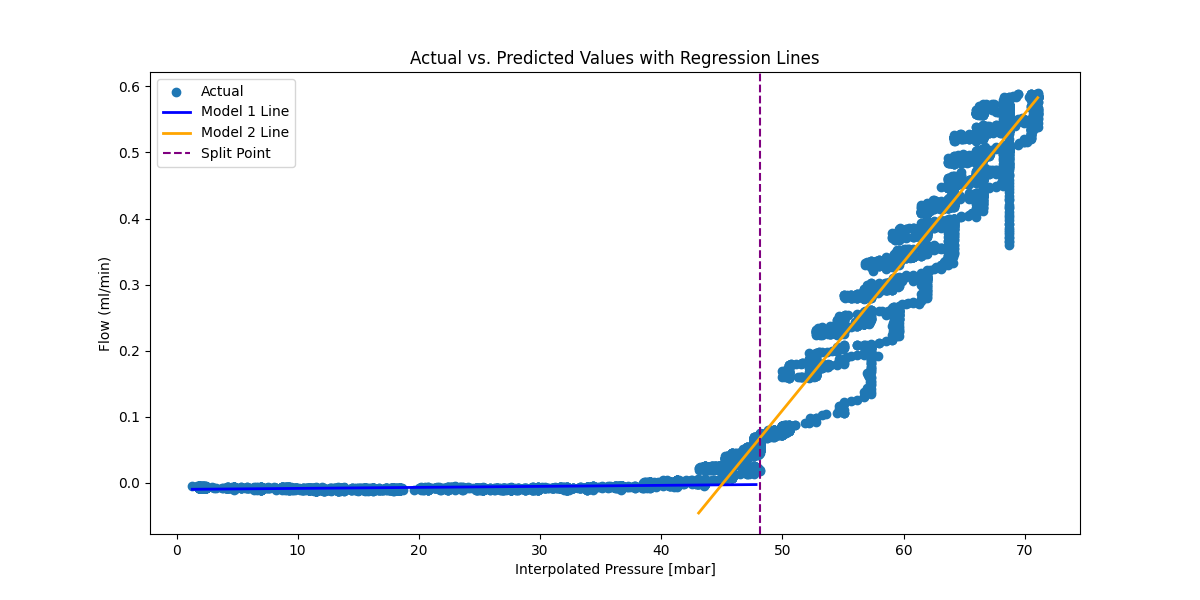 Actual vs. Predicted Values with Regression Lines
Actual
Model 1 Line
Model 2 Line
Split Point
Flow (ml/min)
0.6
0.5
0.4
0.3
0.2
0.1
0.0
0 10 20 30 40 50 60 70
Interpolated Pressure [mbar]